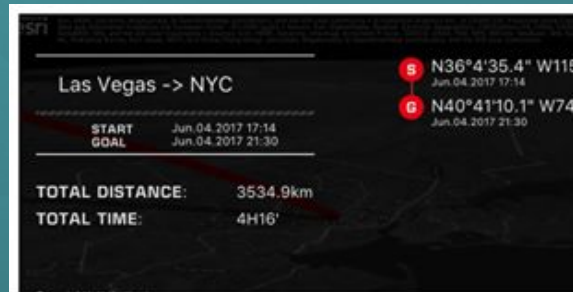 esri
Las Vegas -> NYC
START Jun.04.2017 17:14
GOAL Jun.04.2017 21:30
TOTAL DISTANCE: 3534.9km
TOTAL TIME: 4H16'
S N36°4'35.4" W115
Jun.04.2017 17:14
G N40°41'10.1" W74
Jun.04.2017 21:30